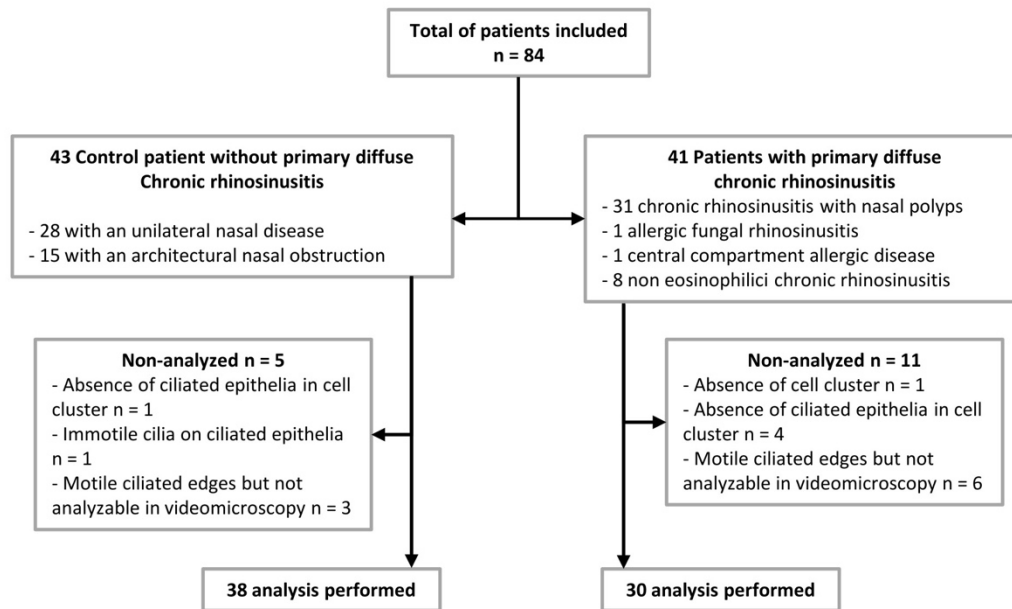 Total of patients included
n = 84
43 Control patient without primary diffuse
Chronic rhinosinusitis
- 28 with an unilateral nasal disease
- 15 with an architectural nasal obstruction
41 Patients with primary diffuse
chronic rhinosinusitis
- 31 chronic rhinosinusitis with nasal polyps
- 1 allergic fungal rhinosinusitis
- 1 central compartment allergic disease
- 8 non eosinophilici chronic rhinosinusitis
Non-analyzed n = 5
- Absence of ciliated epithelia in cell
cluster n = 1
- Immotile cilia on ciliated epithelia
n = 1
- Motile ciliated edges but not
analyzable in videomicroscopy n = 3
Non-analyzed n = 11
- Absence of cell cluster n = 1
- Absence of ciliated epithelia in cell
cluster n = 4
- Motile ciliated edges but not
analyzable in videomicroscopy n = 6
38 analysis performed
30 analysis performed